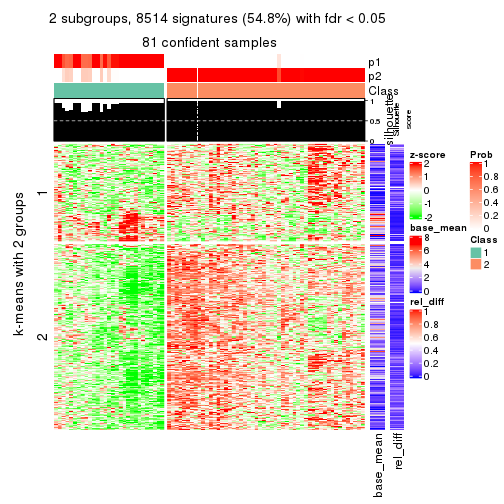 2 subgroups, 8514 signatures (54.8%) with fdr < 0.05
81 confident samples
p1
p2
Class
1
0.5
0
silhouette
Silhouette
score
k-means with 2 groups
1
2
base_mean
rel_diff
z-score
2
1
0
-1
-2
base_mean
8
6
4
2
0
rel_diff
1
0.8
0.6
0.4
0.2
0
Prob
1
0.8
0.6
0.4
0.2
0
Class
1
2